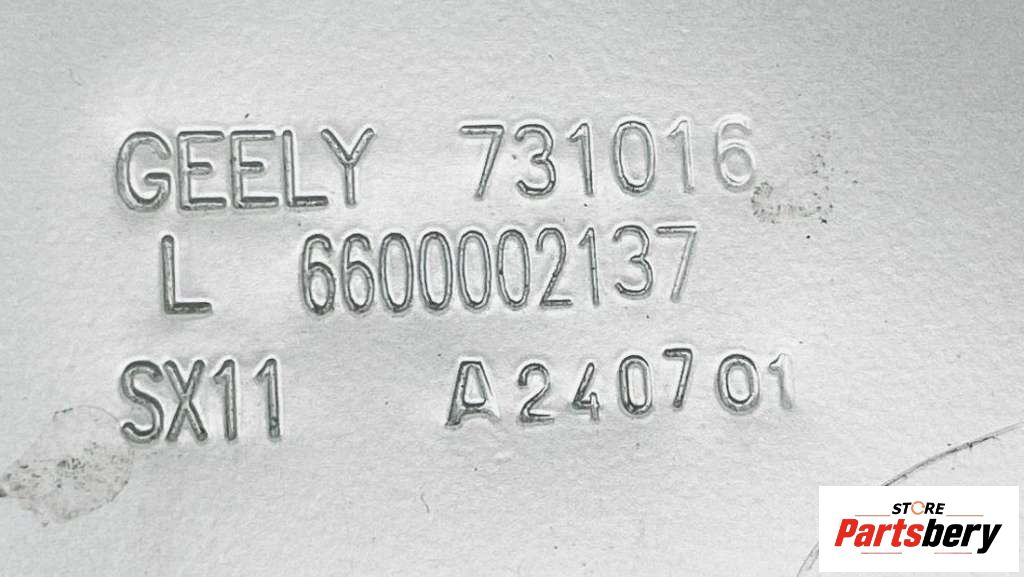 GEELY 731016
L 6600002137
SX11 A240701
STORE
Partsbery